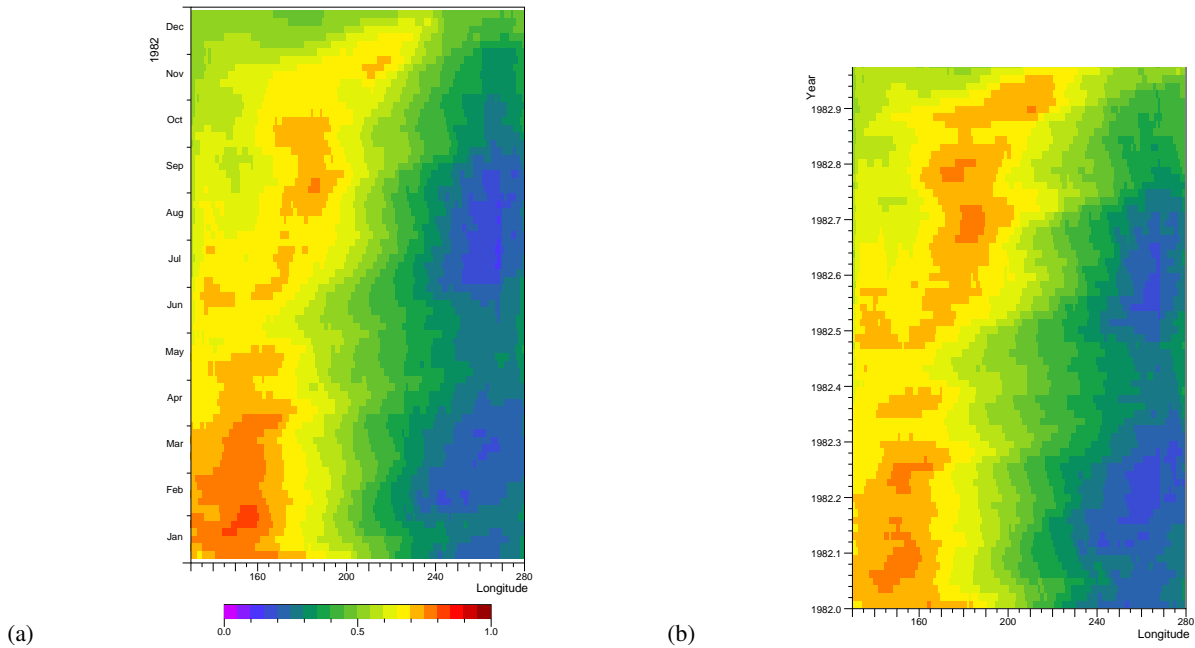 Dec
Nov
Oct
Sep
Aug
Jul
Jun
May
Apr
Mar
Feb
Jan
1982
160 200 240 280
Longitude
0.0 0.5 1.0
(a)
Year
1982.9
1982.8
1982.7
1982.6
1982.5
1982.4
1982.3
1982.2
1982.1
1982.0
160 200 240 280
Longitude
(b)